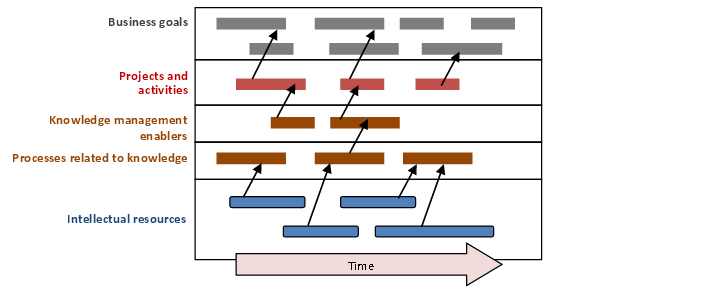 Business goals
Projects and
activities
Knowledge management
enablers
Processes related to knowledge
Intellectual resources
Time